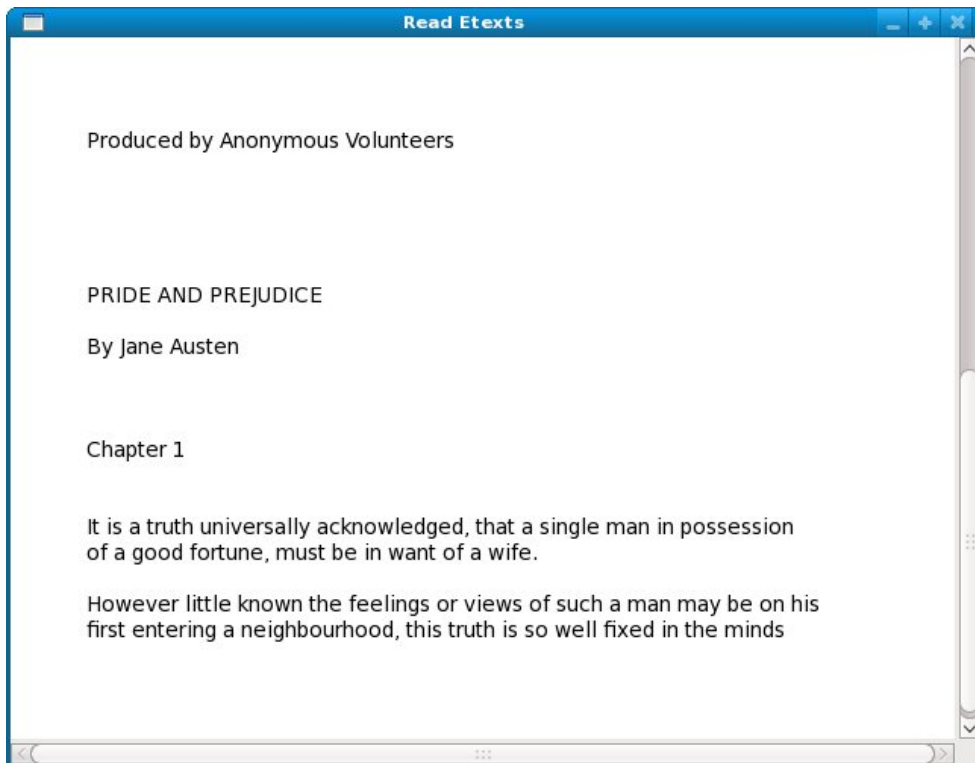 Read Etexts
Produced by Anonymous Volunteers
PRIDE AND PREJUDICE
By Jane Austen
Chapter 1
It is a truth universally acknowledged, that a single man in possession
of a good fortune, must be in want of a wife.
However little known the feelings or views of such a man may be on his
first entering a neighbourhood, this truth is so well fixed in the minds